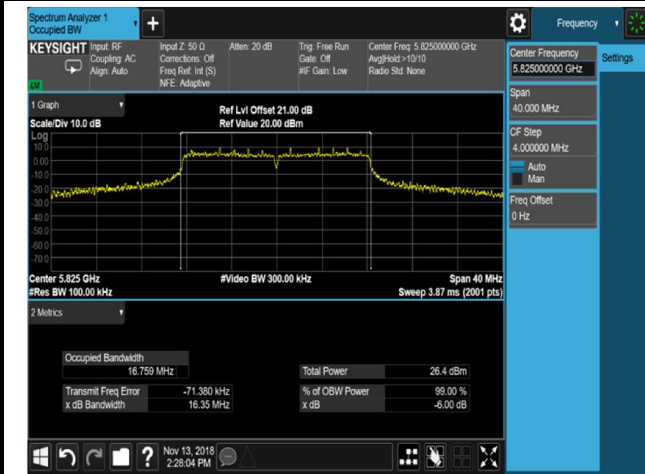 Spectrum Analyzer 1
Occupied BW
+
Frequency
KEYSIGHT
Input: RF
Coupling: AC
Align: Auto
Input Z: 50 Ω
Corrections: Off
Freq Ref: Int (S)
NFE: Adaptive
Atten: 20 dB
Trig: Free Run
Gate: Off
#IF Gain: Low
Center Freq: 5.825000000 GHz
Avg|Hold:>10/10
Radio Std: None
LXI
Center Frequency
5.825000000 GHz
Settings
Span
40.000 MHz
CF Step
4.000000 MHz
Auto
Man
Freq Offset
0 Hz
1 Graph
Scale/Div 10.0 dB
Ref Lvl Offset 21.00 dB
Ref Value 20.00 dBm
Log
10.0
0.00
-10.0
-20.0
-30.0
-40.0
-50.0
-60.0
-70.0
Center 5.825 GHz
#Res BW 100.00 kHz
#Video BW 300.00 kHz
Span 40 MHz
Sweep 3.87 ms (2001 pts)
2 Metrics
Occupied Bandwidth
16.759 MHz
Total Power 26.4 dBm
Transmit Freq Error -71.380 kHz
% of OBW Power 99.00 %
x dB Bandwidth 16.35 MHz
x dB -6.00 dB
?
Nov 13, 2018
2:28:04 PM